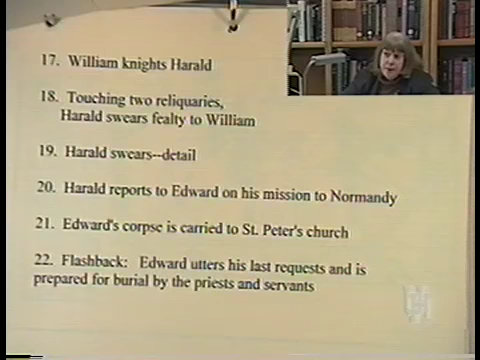 17. William knights Harald
18. Touching two reliquaries,
Harald swears fealty to William
19. Harald swears--detail
20. Harald reports to Edward on his mission to Normandy
21. Edward's corpse is carried to St. Peter's church
22. Flashback: Edward utters his last requests and is
prepared for burial by the priests and servants